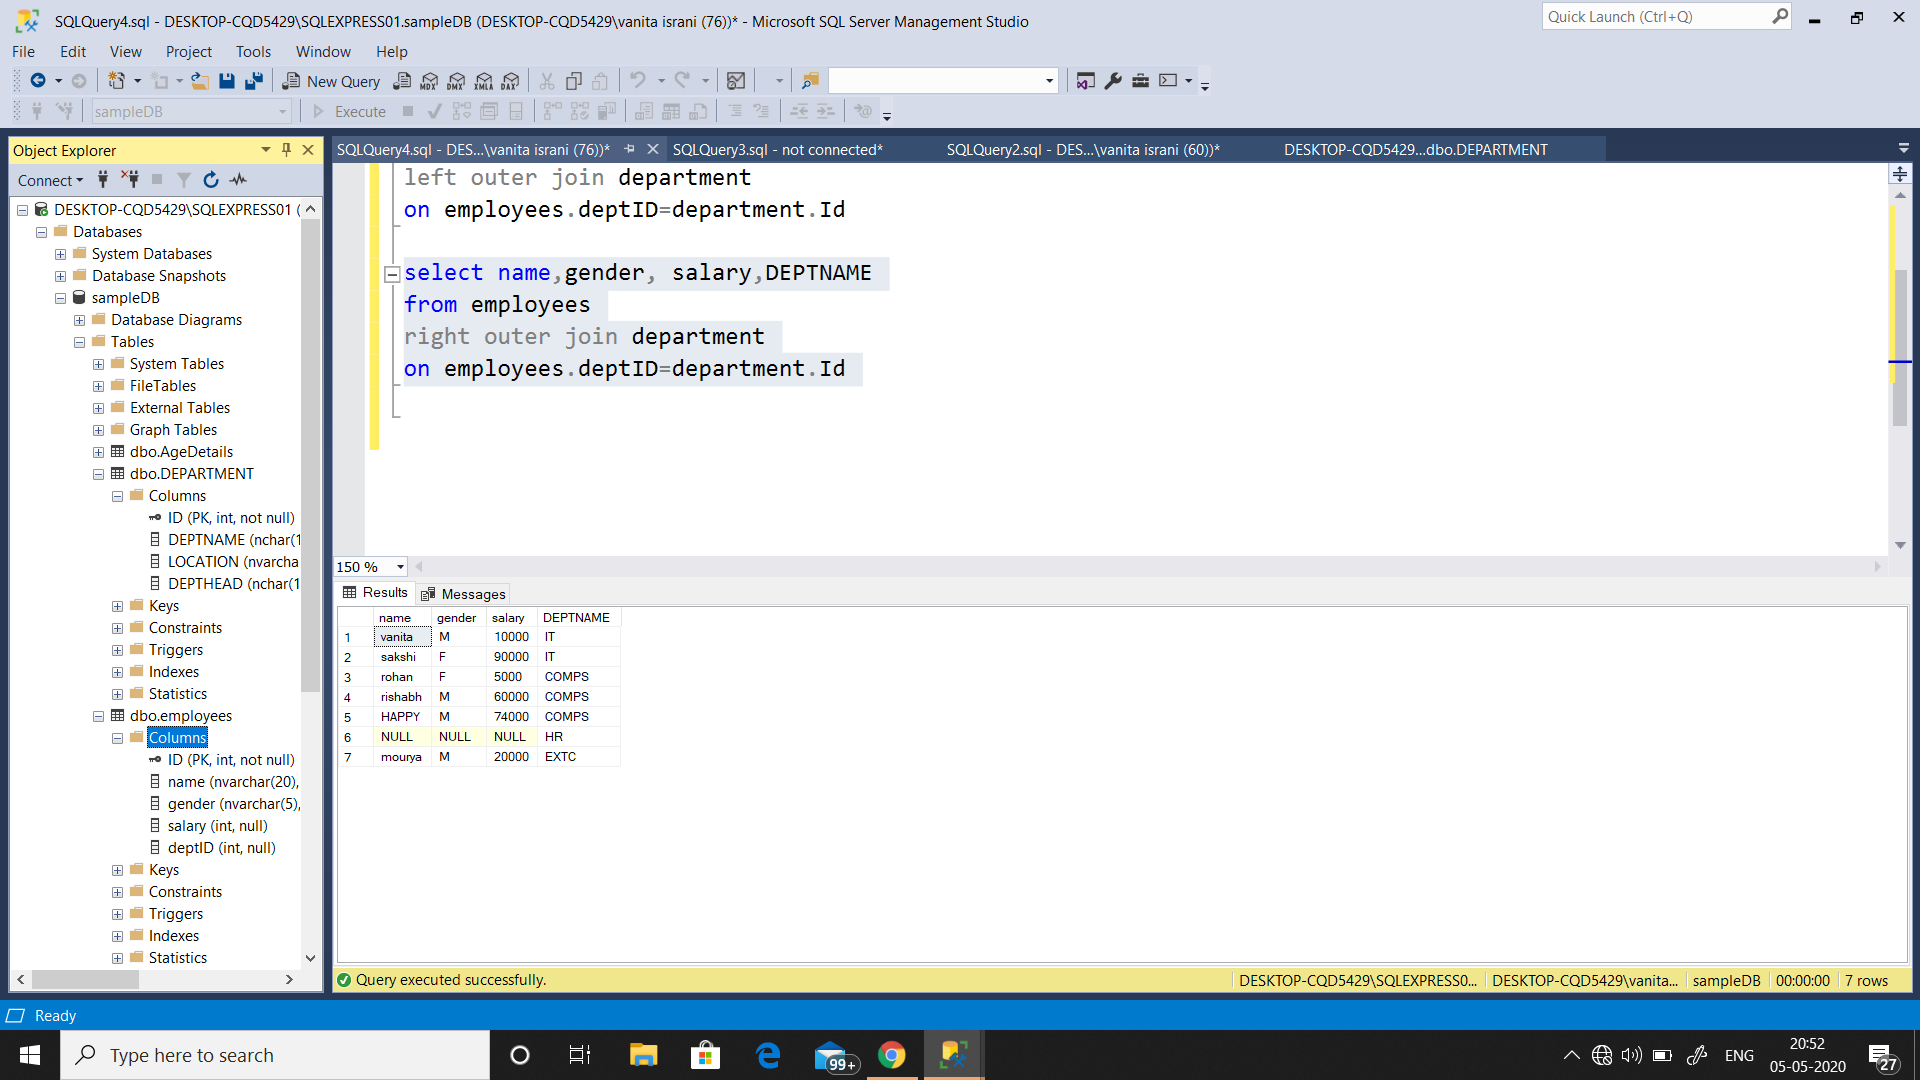 SQLQuery4.sql - DESKTOP-CQD5429\SQLEXPRESS01.sampleDB (DESKTOP-CQD5429\vanita israni (76))* - Microsoft SQL Server Management Studio
Quick Launch (Ctrl+Q)
File Edit View Project Tools Window Help
New Query MDX DMX XMLA DAX
sampleDB Execute
Object Explorer
Connect
DESKTOP-CQD5429\SQLEXPRESS01 (
Databases
System Databases
Database Snapshots
sampleDB
Database Diagrams
Tables
System Tables
FileTables
External Tables
Graph Tables
dbo.AgeDetails
dbo.DEPARTMENT
Columns
ID (PK, int, not null)
DEPTNAME (nchar(1
LOCATION (nvarcha
DEPTHEAD (nchar(1
Keys
Constraints
Triggers
Indexes
Statistics
dbo.employees
Columns
ID (PK, int, not null)
name (nvarchar(20),
gender (nvarchar(5),
salary (int, null)
deptID (int, null)
Keys
Constraints
Triggers
Indexes
Statistics
SQLQuery4.sql - DES...\vanita israni (76))* SQLQuery3.sql - not connected* SQLQuery2.sql - DES...\vanita israni (60))* DESKTOP-CQD5429...dbo.DEPARTMENT
left outer join department
on employees.deptID=department.Id
select name,gender, salary,DEPTNAME
from employees
right outer join department
on employees.deptID=department.Id
150 %
Results Messages
name gender salary DEPTNAME
1 vanita M 10000 IT
2 sakshi F 90000 IT
3 rohan F 5000 COMPS
4 rishabh M 60000 COMPS
5 HAPPY M 74000 COMPS
6 NULL NULL NULL HR
7 mourya M 20000 EXTC
Query executed successfully. DESKTOP-CQD5429\SQLEXPRESS0... DESKTOP-CQD5429\vanita... sampleDB 00:00:00 7 rows
Ready
Type here to search
99+
ENG
20:52
05-05-2020
27